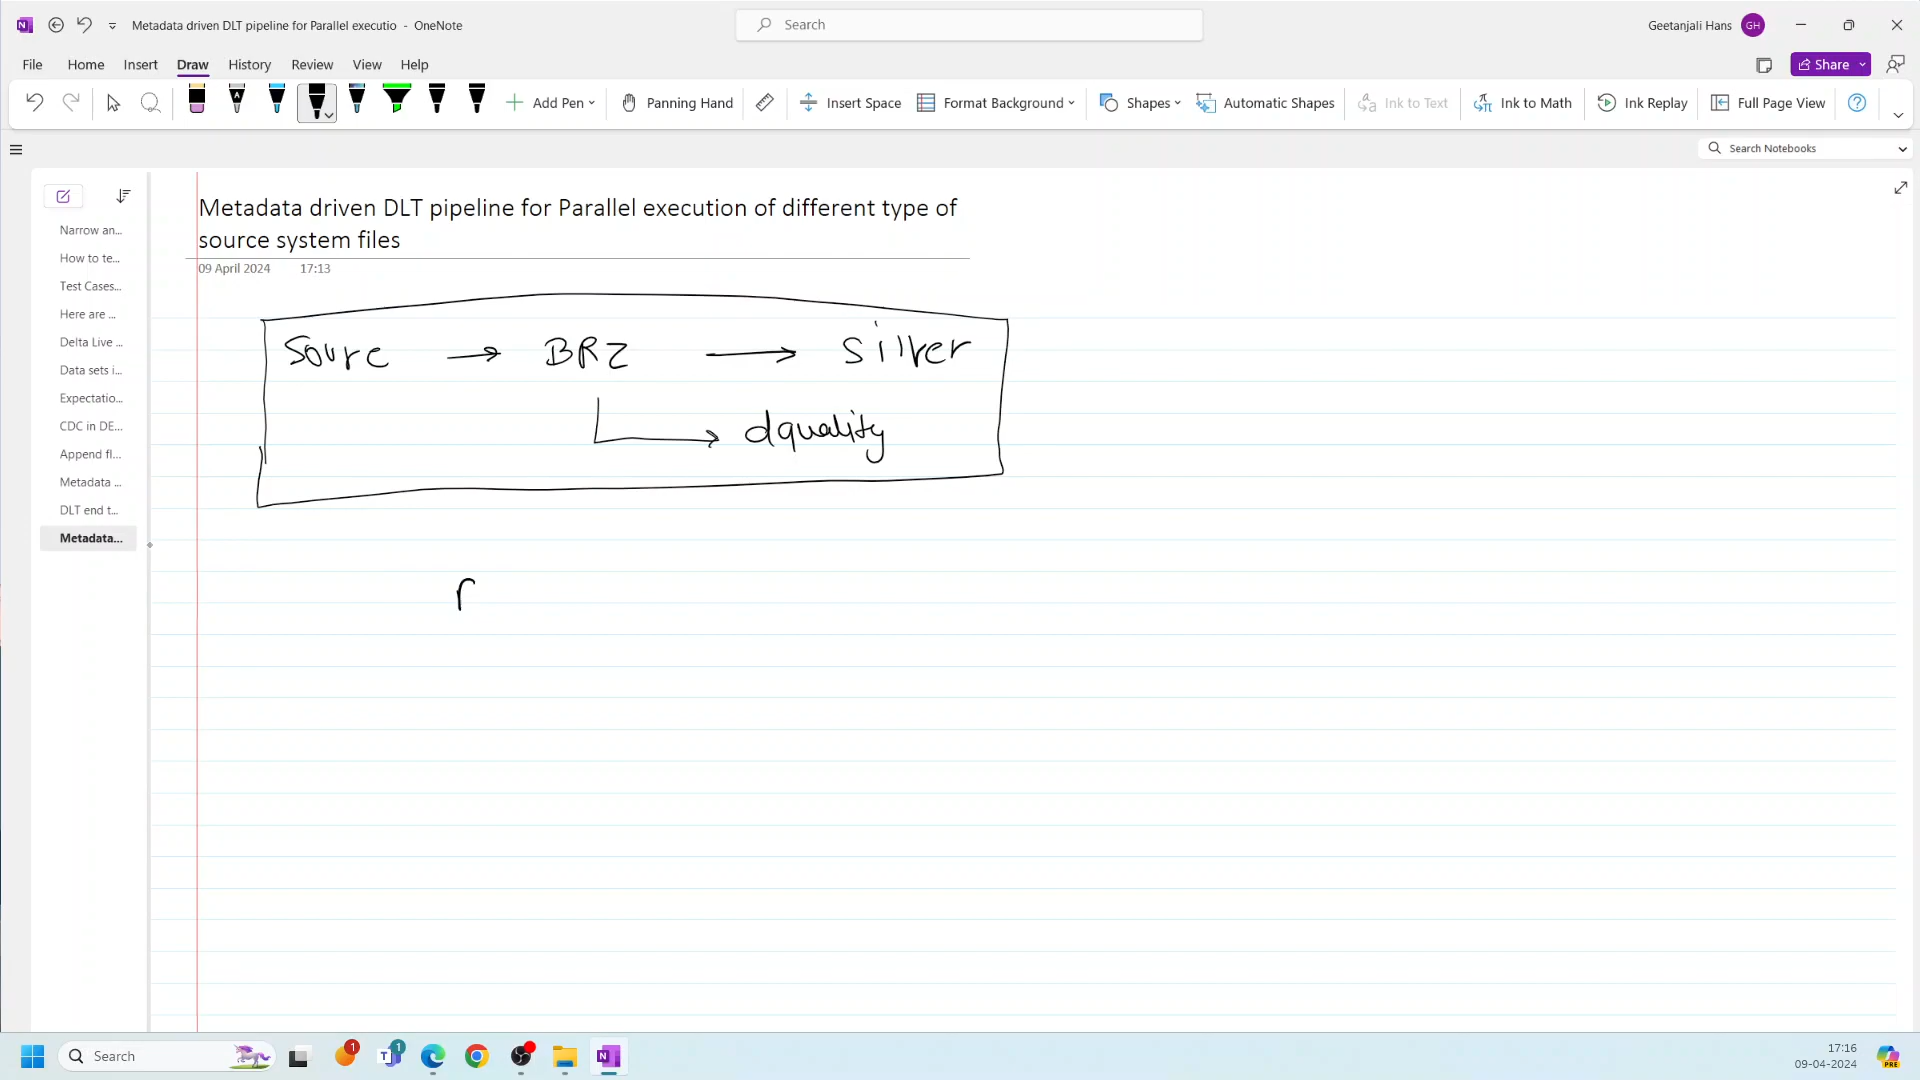 Metadata driven DLT pipeline for Parallel executio - OneNote
Search
Geetanjali Hans
GH
File Home Insert Draw History Review View Help
Share
Add Pen
Panning Hand
Insert Space
Format Background
Shapes
Automatic Shapes
Ink to Text
Ink to Math
Ink Replay
Full Page View
Search Notebooks
Narrow an...
How to te...
Test Cases...
Here are ...
Delta Live ...
Data sets i...
Expectatio...
CDC in DE...
Append fl...
Metadata ...
DLT end t...
Metadata...
Metadata driven DLT pipeline for Parallel execution of different type of
source system files
09 April 2024 17:13
Soure → BRZ → silver
dquality
r
Search
1
1
17:16
09-04-2024
PRE